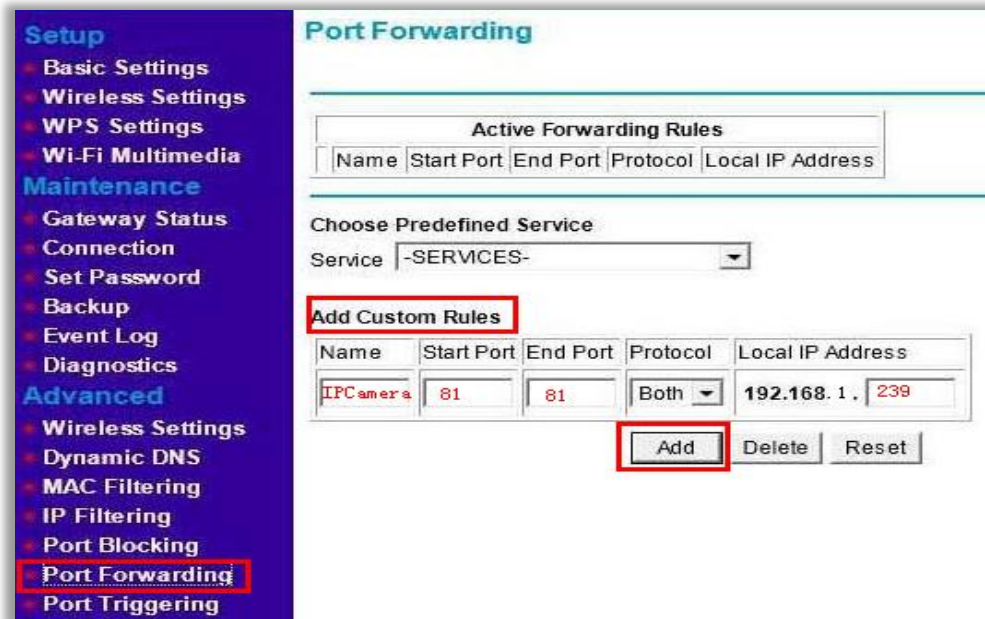 Setup
Basic Settings
Wireless Settings
WPS Settings
Wi-Fi Multimedia
Maintenance
Gateway Status
Connection
Set Password
Backup
Event Log
Diagnostics
Advanced
Wireless Settings
Dynamic DNS
MAC Filtering
IP Filtering
Port Blocking
Port Forwarding
Port Triggering
Port Forwarding
Active Forwarding Rules
Name Start Port End Port Protocol Local IP Address
Choose Predefined Service
Service -SERVICES-
Add Custom Rules
Name Start Port End Port Protocol Local IP Address
IPCamera 81 81 Both 192.168.1. 239
Add Delete Reset